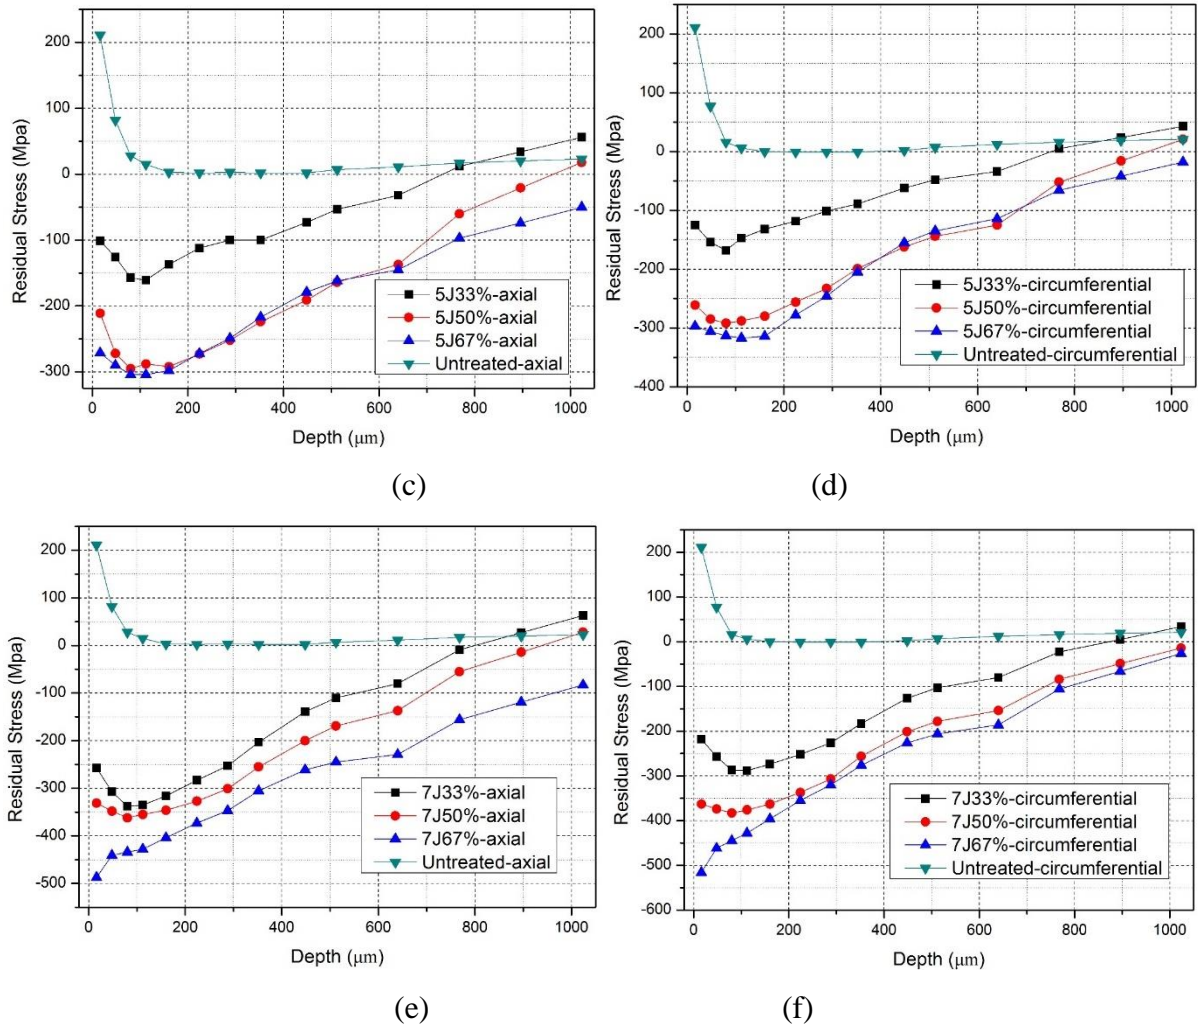 200
100
0
-100
-200
-300
Residual Stress (Mpa)
5J33%-axial
5J50%-axial
5J67%-axial
Untreated-axial
0 200 400 600 800 1000
Depth (μm)
(c)
200
100
0
-100
-200
-300
-400
Residual Stress (Mpa)
5J33%-circumferential
5J50%-circumferential
5J67%-circumferential
Untreated-circumferential
0 200 400 600 800 1000
Depth (μm)
(d)
200
100
0
-100
-200
-300
-400
-500
Residual Stress (Mpa)
7J33%-axial
7J50%-axial
7J67%-axial
Untreated-axial
0 200 400 600 800 1000
Depth (μm)
(e)
200
100
0
-100
-200
-300
-400
-500
-600
Residual Stress (Mpa)
7J33%-circumferential
7J50%-circumferential
7J67%-circumferential
Untreated-circumferential
0 200 400 600 800 1000
Depth (μm)
(f)